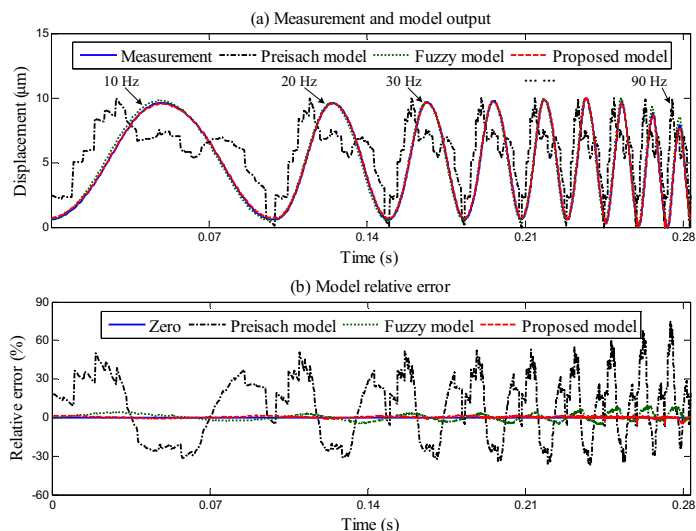 (a) Measurement and model output
15
10
5
0
Displacement (μm)
Measurement
Preisach model
Fuzzy model
Proposed model
10 Hz
20 Hz
30 Hz
... ...
90 Hz
0.07
0.14
0.21
0.28
Time (s)
(b) Model relative error
90
60
30
0
-30
-60
Relative error (%)
Zero
Preisach model
Fuzzy model
Proposed model
0
0.07
0.14
0.21
0.28
Time (s)